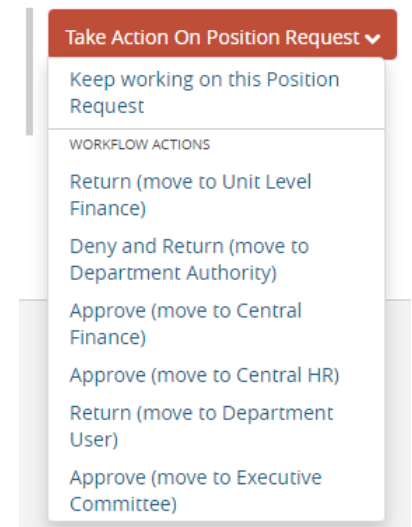 Take Action On Position Request
Keep working on this Position
Request
WORKFLOW ACTIONS
Return (move to Unit Level
Finance)
Deny and Return (move to
Department Authority)
Approve (move to Central
Finance)
Approve (move to Central HR)
Return (move to Department
User)
Approve (move to Executive
Committee)